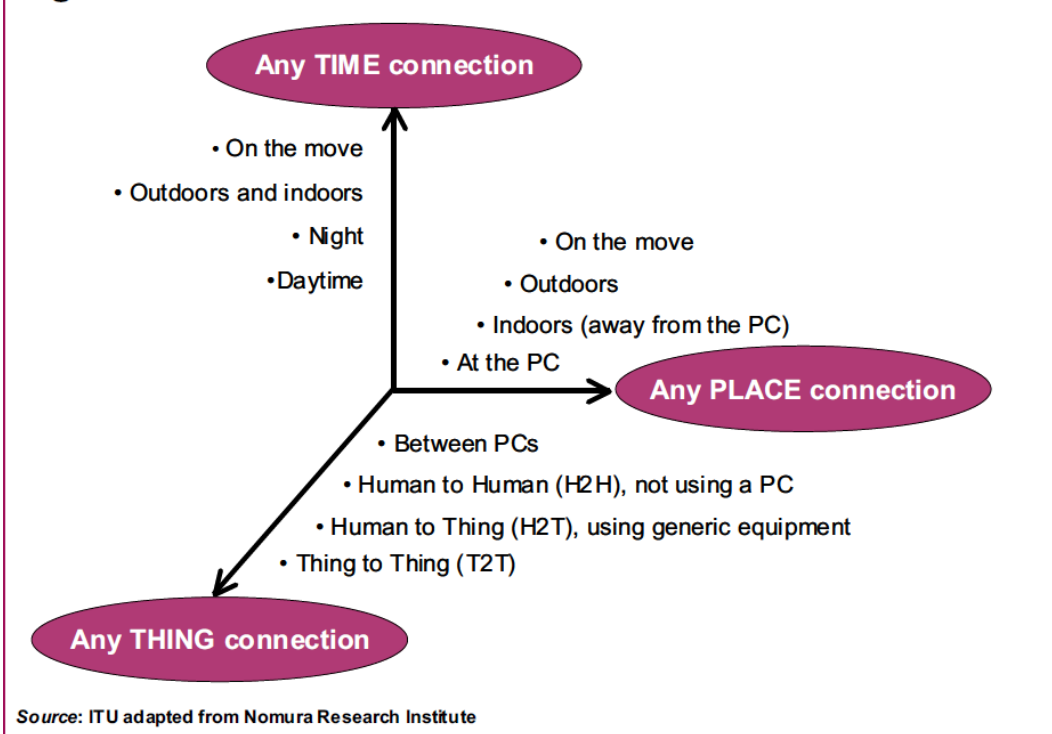 Any TIME connection
• On the move
• Outdoors and indoors
• Night
•Daytime
• On the move
• Outdoors
• Indoors (away from the PC)
• At the PC
Any PLACE connection
• Between PCs
• Human to Human (H2H), not using a PC
• Human to Thing (H2T), using generic equipment
• Thing to Thing (T2T)
Any THING connection
Source: ITU adapted from Nomura Research Institute